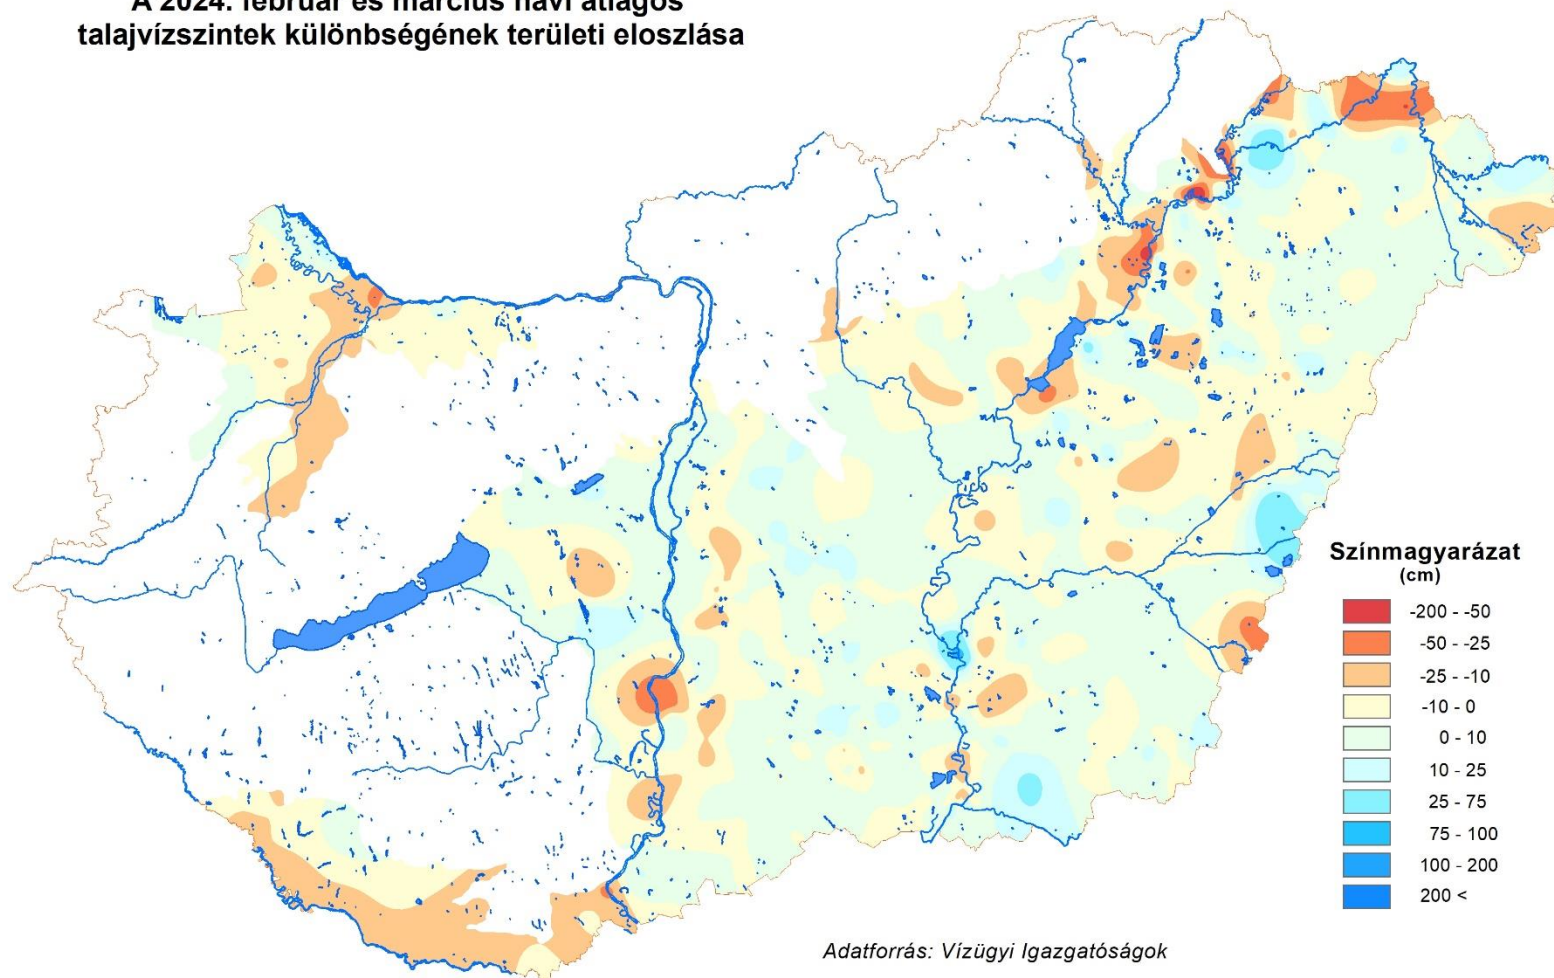 A 2024. február és március havi átlagos
talajvízszintek különbségének területi eloszlása
Színmagyarázat
(cm)
-200 - -50
-50 - -25
-25 - -10
-10 - 0
0 - 10
10 - 25
25 - 75
75 - 100
100 - 200
200 <
Adatforrás: Vízügyi Igazgatóságok